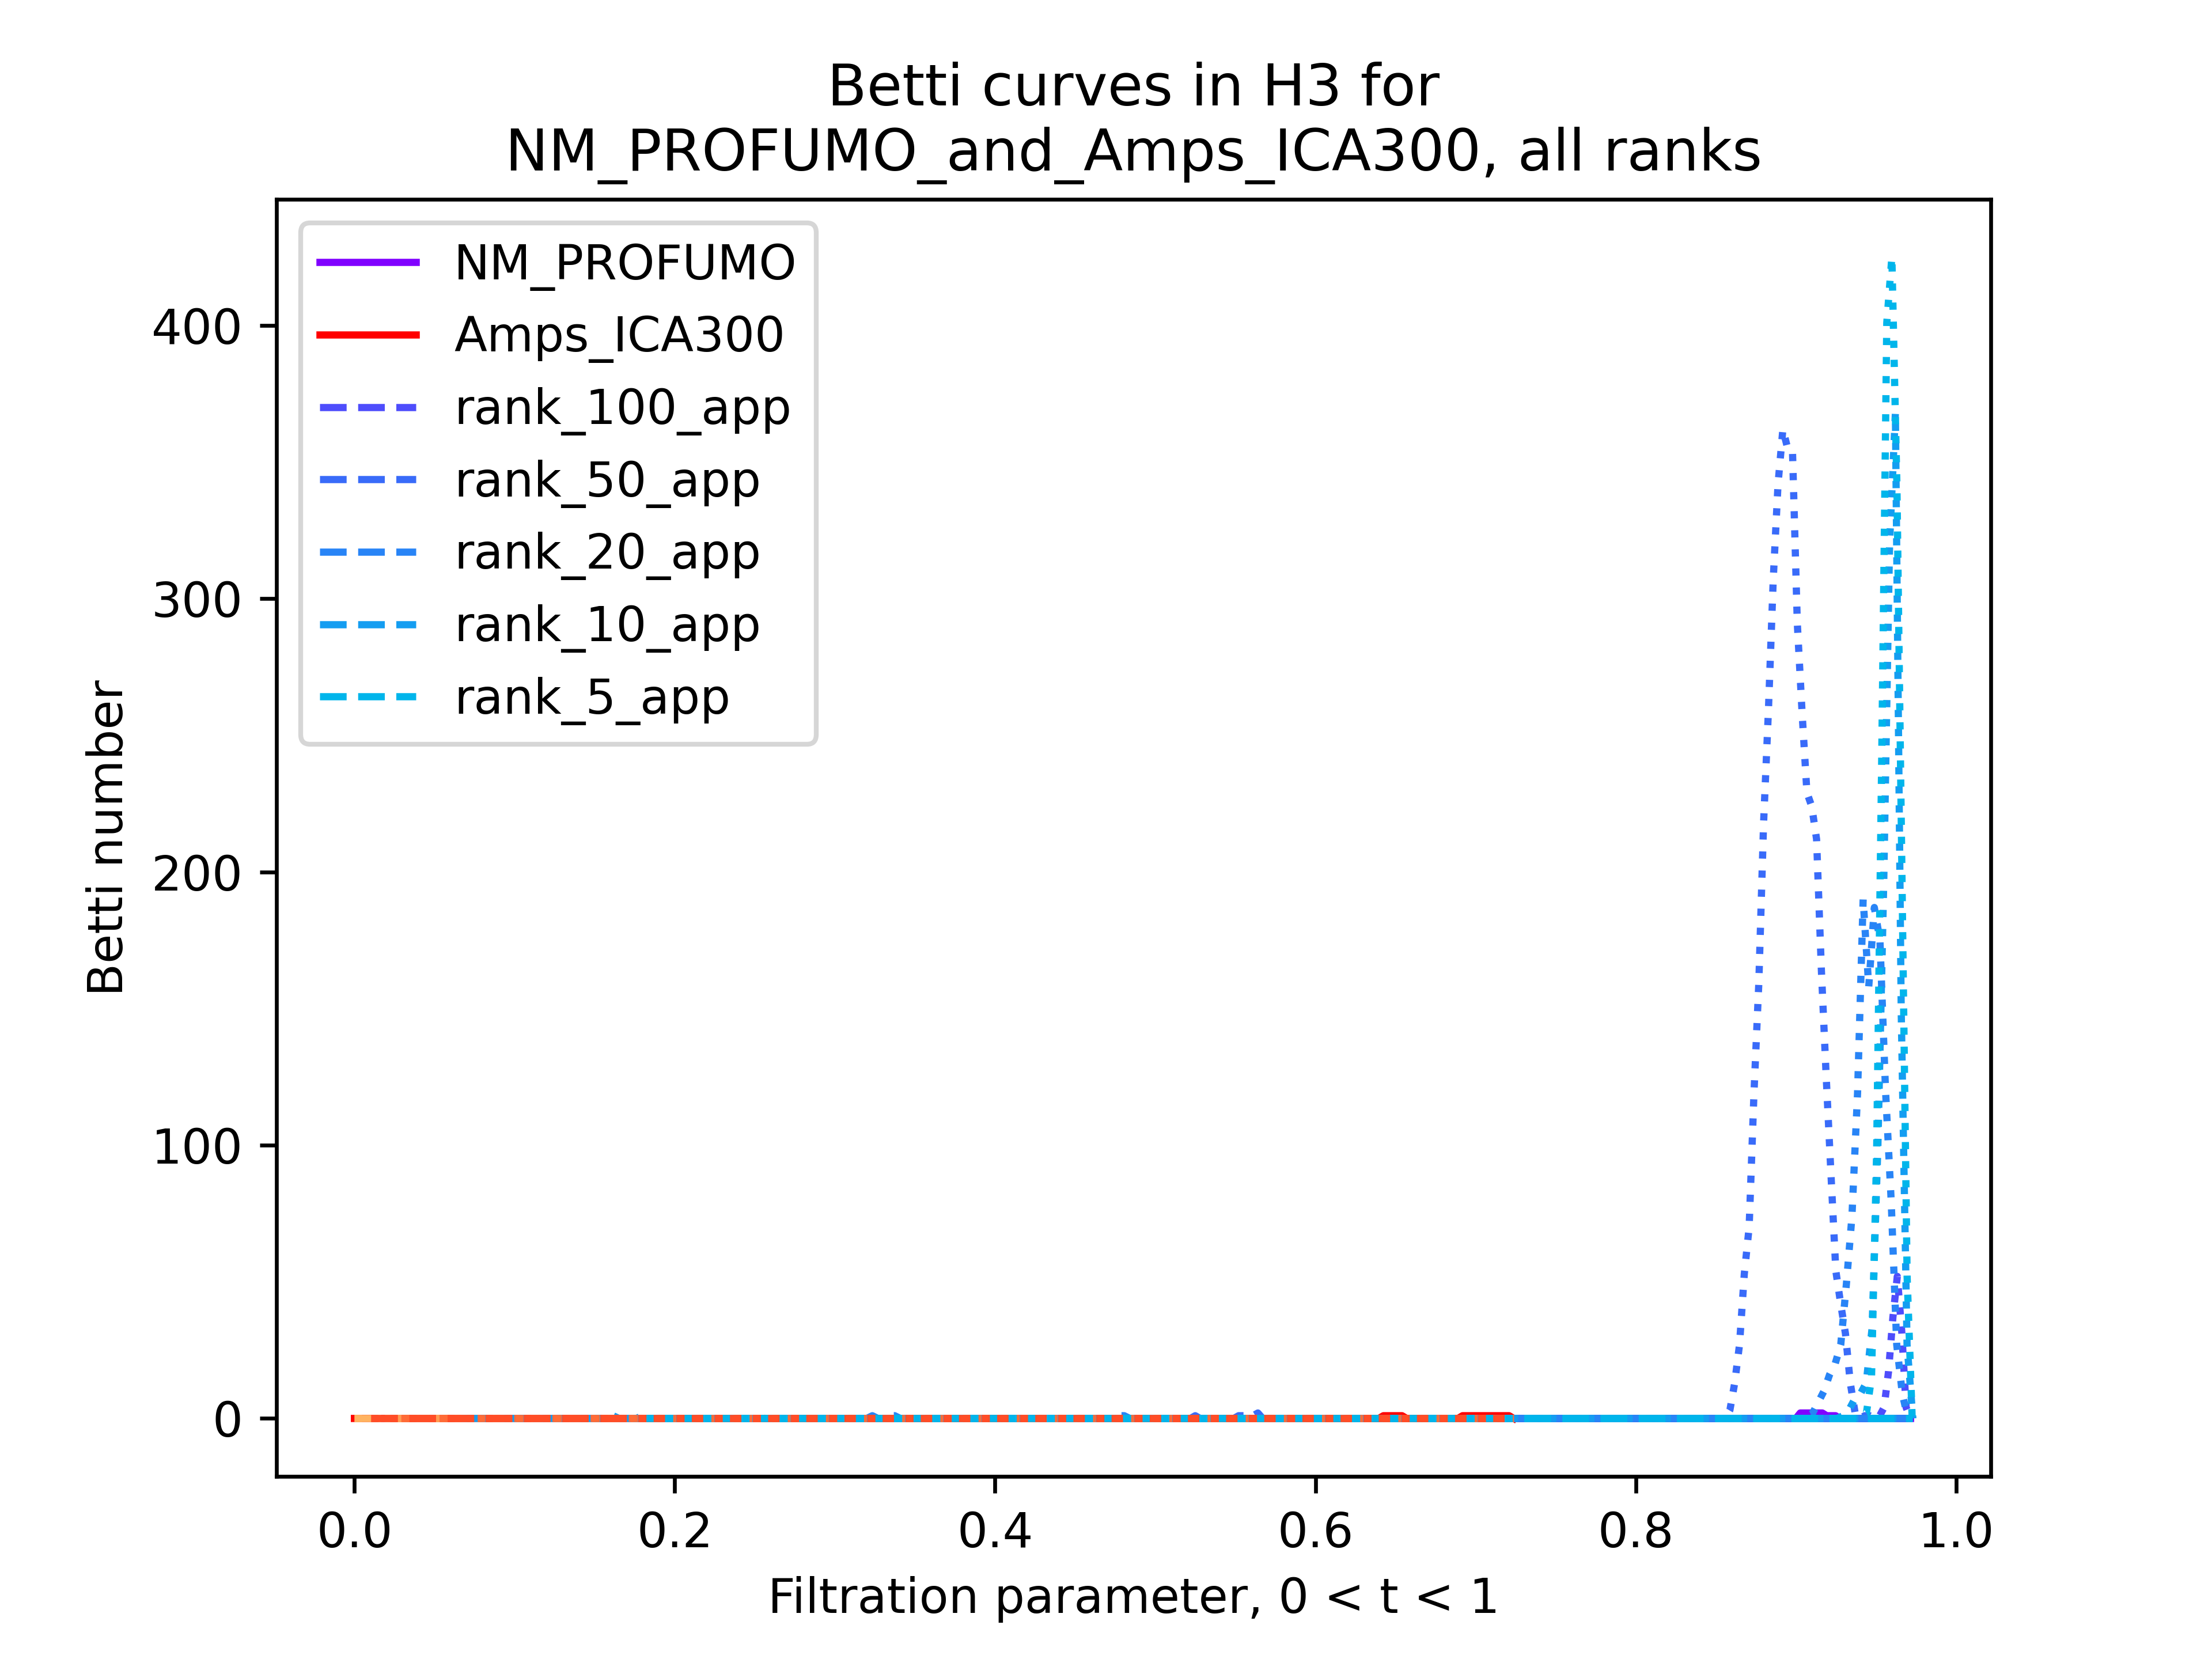 Betti curves in H3 for
NM_PROFUMO_and_Amps_ICA300, all ranks
NM_PROFUMO
Amps_ICA300
rank_100_app
rank_50_app
rank_20_app
rank_10_app
rank_5_app
Betti number
400
300
200
100
0
0.0 0.2 0.4 0.6 0.8 1.0
Filtration parameter, 0 < t < 1